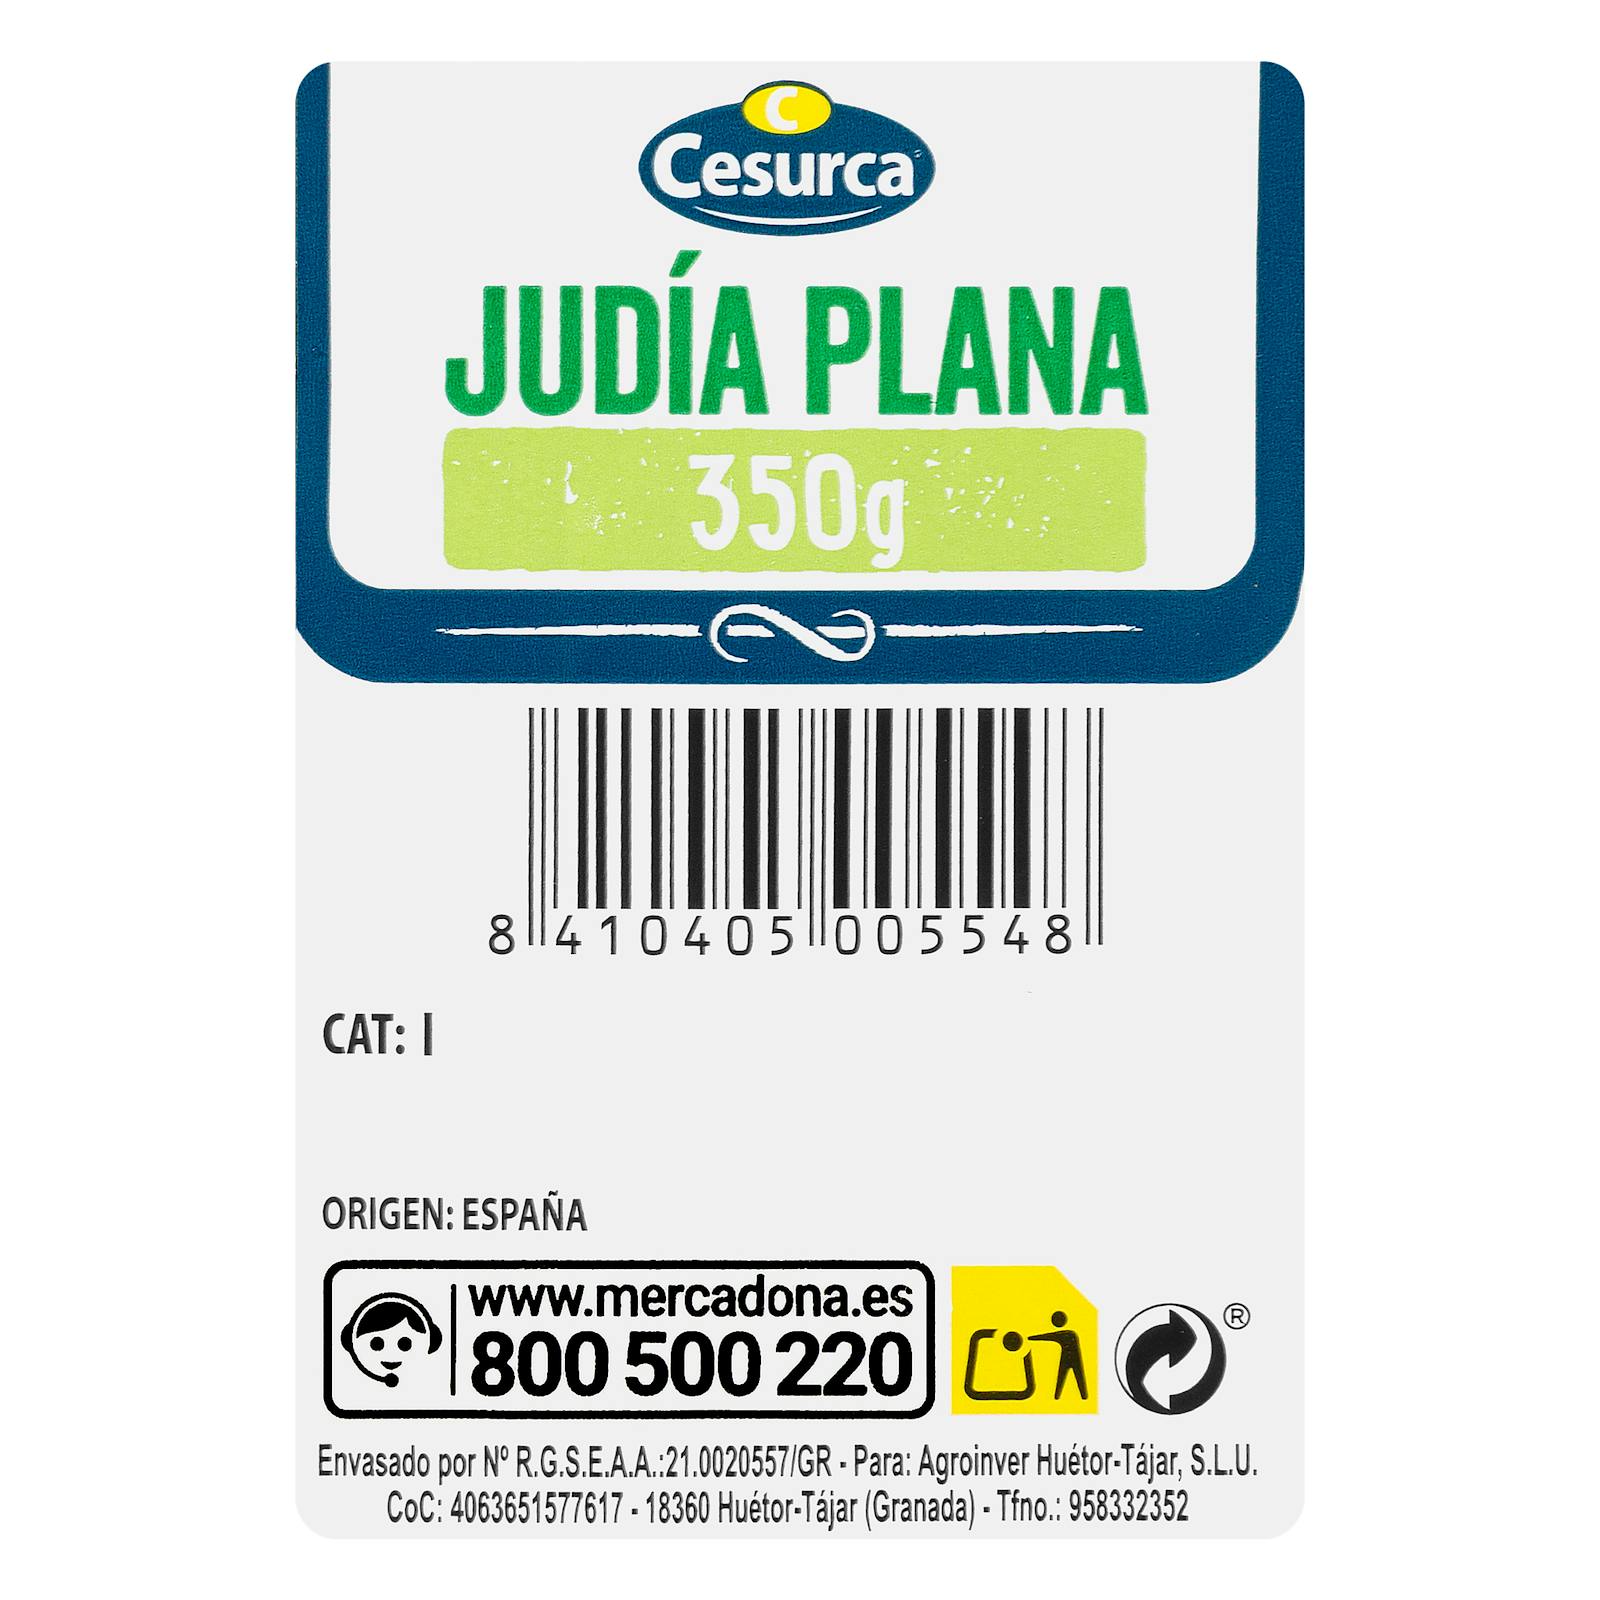 C
Cesurca
JUDÍA PLANA
350g
8 410405 005548
CAT: I
ORIGEN: ESPAÑA
www.mercadona.es
800 500 220
®
Envasado por Nº R.G.S.E.A.A.:21.0020557/GR - Para: Agroinver Huétor-Tájar, S.L.U.
CoC: 4063651577617 - 18360 Huétor-Tájar (Granada) - Tfno.: 958332352